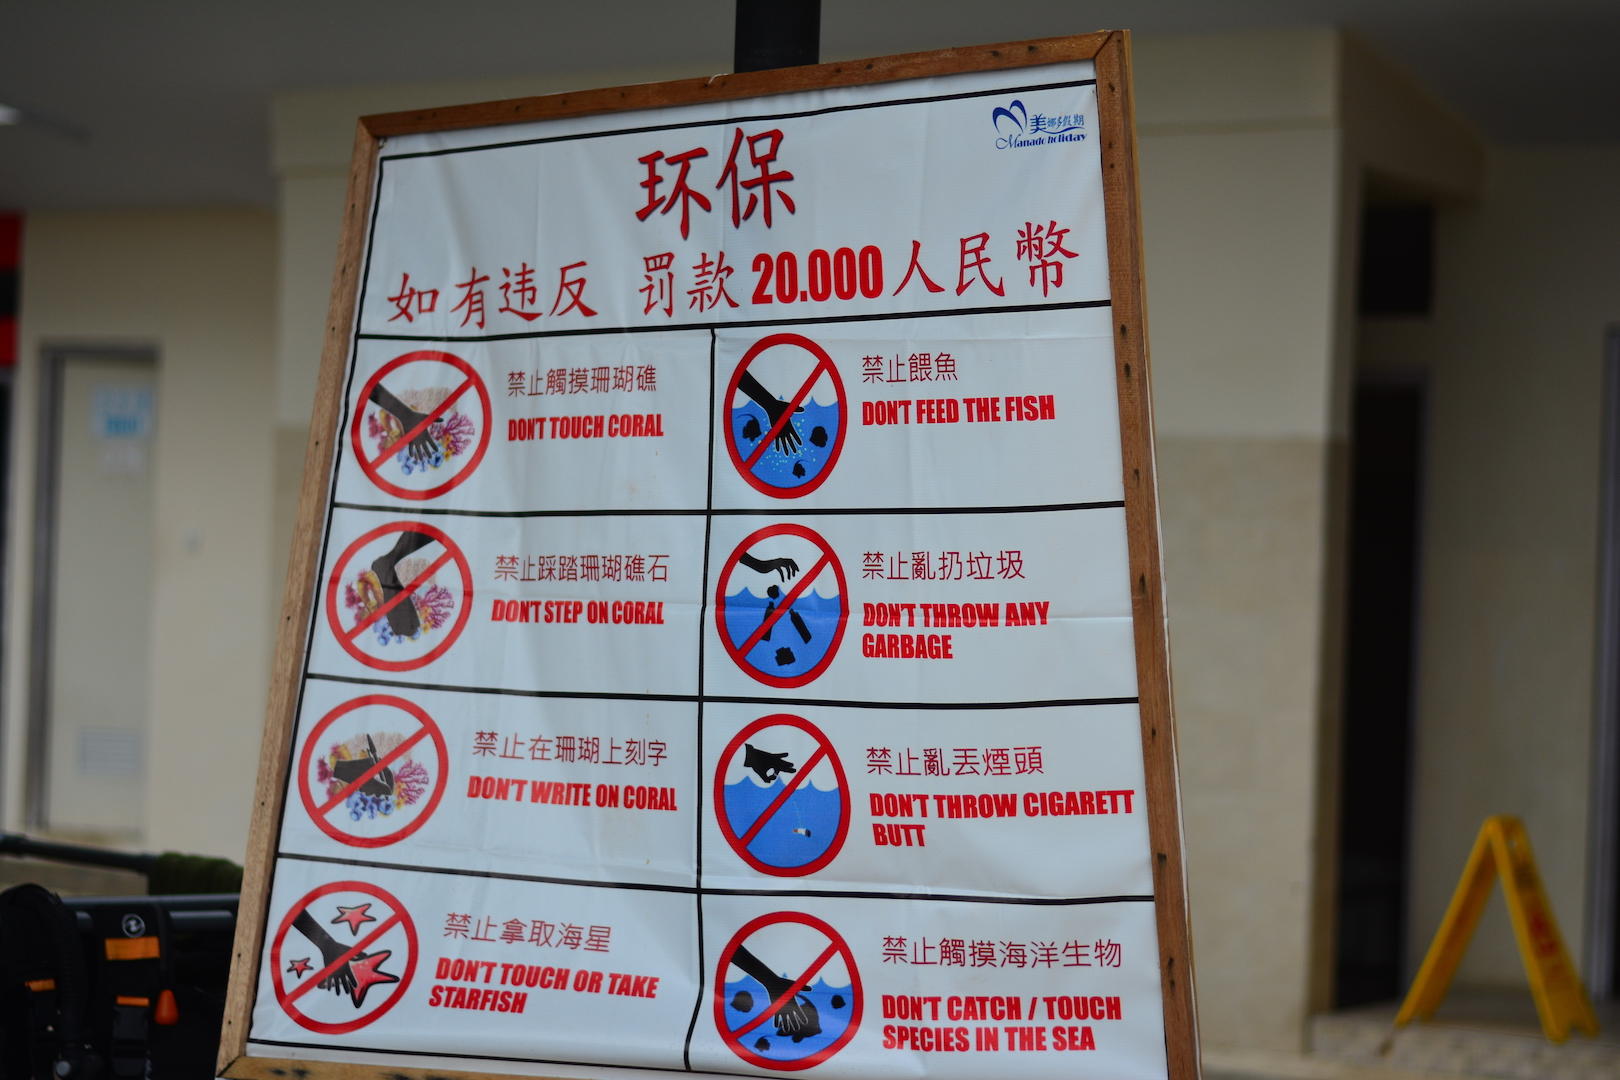 美娜多假期
Manado holiday
环保
如有违反 罚款 20.000 人民幣
禁止觸摸珊瑚礁
DON'T TOUCH CORAL
禁止餵魚
DON'T FEED THE FISH
禁止踩踏珊瑚礁石
DON'T STEP ON CORAL
禁止亂扔垃圾
DON'T THROW ANY
GARBAGE
禁止在珊瑚上刻字
DON'T WRITE ON CORAL
禁止亂丟煙頭
DON'T THROW CIGARETT
BUTT
禁止拿取海星
DON'T TOUCH OR TAKE
STARFISH
禁止觸摸海洋生物
DON'T CATCH / TOUCH
SPECIES IN THE SEA